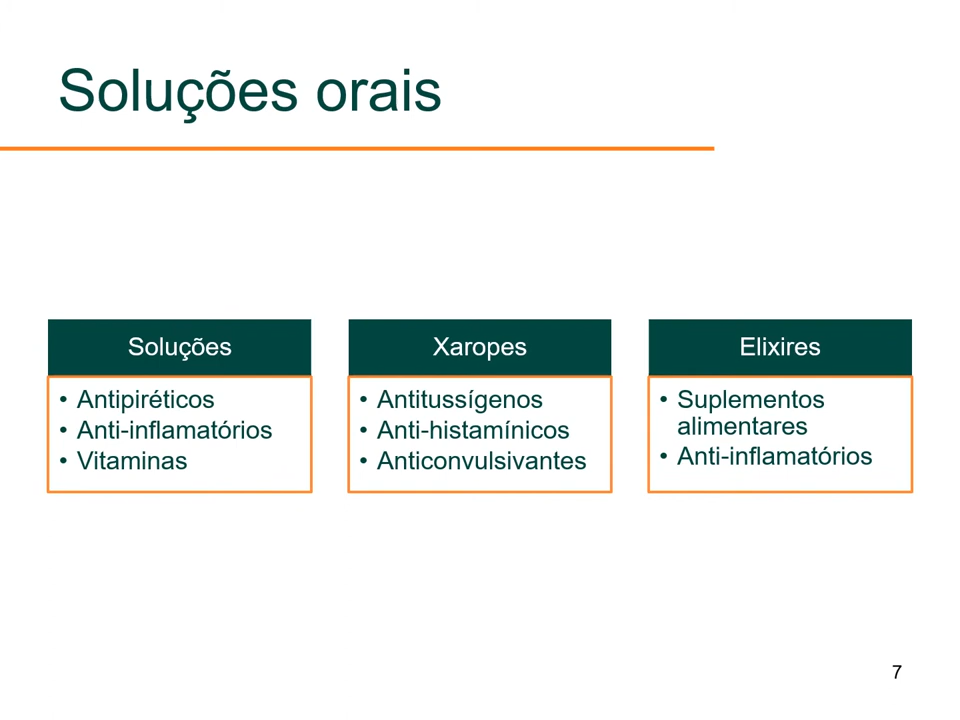 Soluções orais
Soluções
• Antipiréticos
• Anti-inflamatórios
• Vitaminas
Xaropes
• Antitussígenos
• Anti-histamínicos
• Anticonvulsivantes
Elixires
• Suplementos
alimentares
• Anti-inflamatórios
7